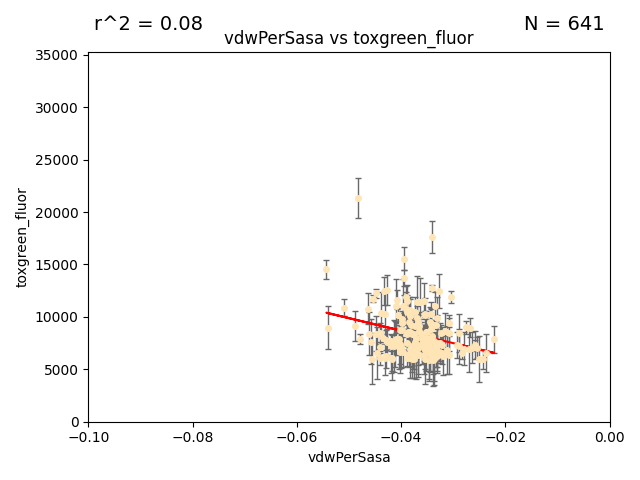 r^2 = 0.08
N = 641
vdwPerSasa vs toxgreen_fluor
35000
30000
25000
20000
15000
10000
5000
0
toxgreen_fluor
−0.10
−0.08
−0.06
−0.04
−0.02
0.00
vdwPerSasa